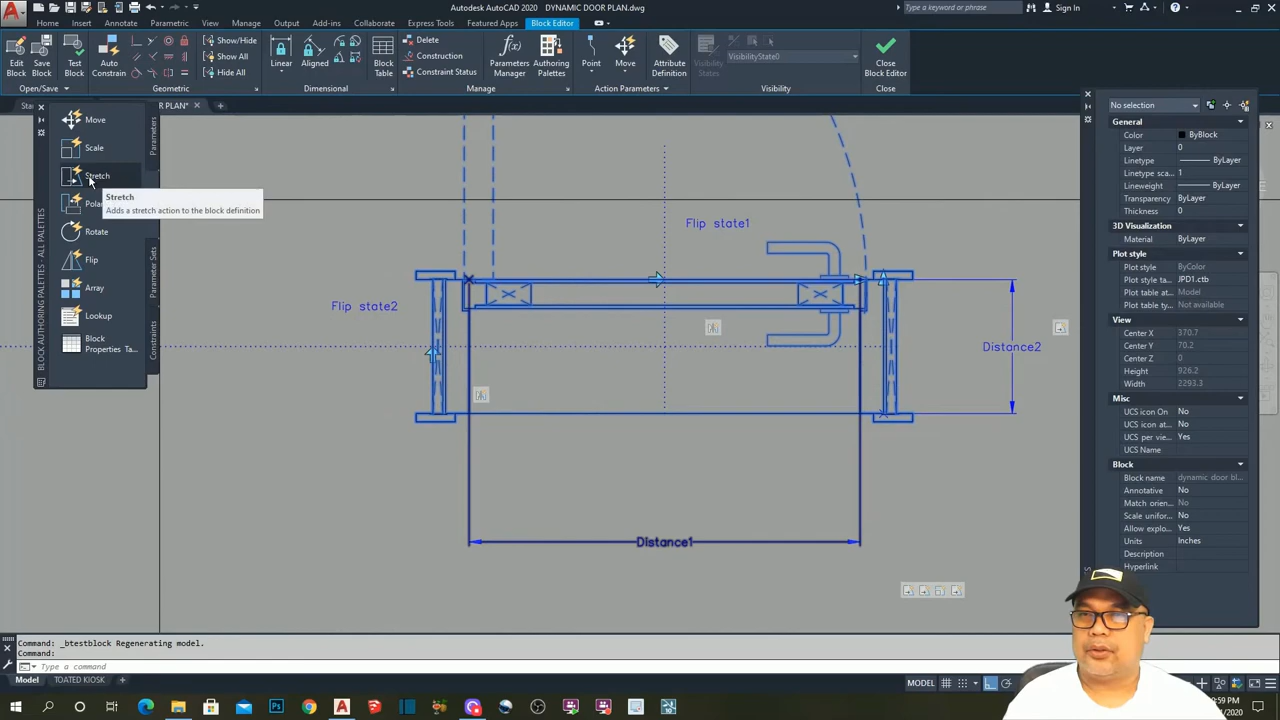 Autodesk AutoCAD 2020 DYNAMIC DOOR PLAN.dwg
Type a keyword or phrase
Sign In
Home Insert Annotate Parametric View Manage Output Add-ins Collaborate Express Tools Featured Apps Block Editor
Edit Block
Save Block
Test Block
Auto Constrain
Show/Hide
Show All
Hide All
Linear
Aligned
Delete
Construction
Constraint Status
Block Table
Parameters Manager
Authoring Palettes
Point
Move
Attribute Definition
Visibility States
VisibilityState0
Close Block Editor
Open/Save
Geometric
Dimensional
Manage
Action Parameters
Visibility
Close
Sta
R PLAN*
Move
Scale
Stretch
Pola
Rotate
Flip
Array
Lookup
Block
Properties Ta...
Stretch
Adds a stretch action to the block definition
Parameters
Parameter Sets
Constraints
BLOCK AUTHORING PALETTES - ALL PALETTES
Flip state1
Flip state2
Distance2
Distance1
No selection
General
Color ByBlock
Layer 0
Linetype ByLayer
Linetype sca... 1
Lineweight ByLayer
Transparency ByLayer
Thickness 0
3D Visualization
Material ByLayer
Plot style
Plot style ByColor
Plot style ta... JPD1.ctb
Plot table at... Model
Plot table ty... Not available
View
Center X 370.7
Center Y 70.2
Center Z 0
Height 926.2
Width 2293.3
Misc
UCS icon On No
UCS icon at... No
UCS per vie... Yes
UCS Name
Block
Block name dynamic door bl...
Annotative No
Match orien... No
Scale unifor... No
Allow explo... Yes
Units Inches
Description
Hyperlink
Command: _btestblock Regenerating model.
Command:
Type a command
Model TOATED KIOSK
MODEL